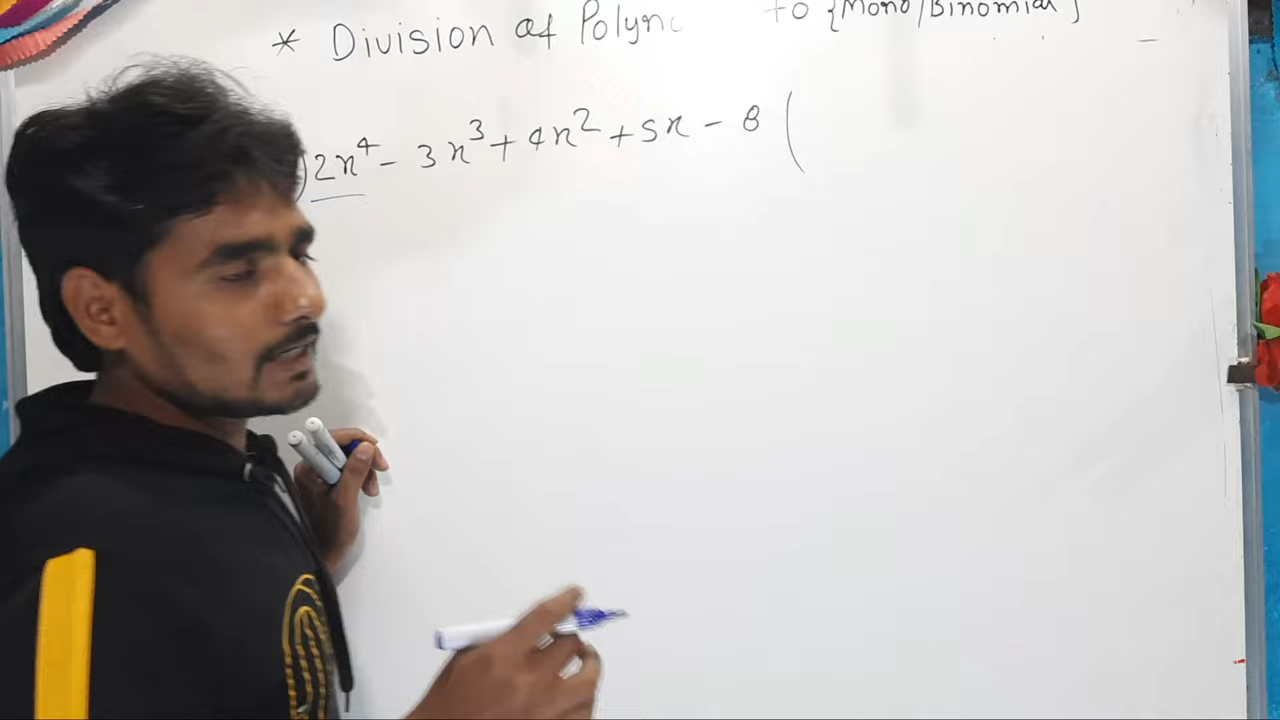 * Division of Polyno to {Mono/Binomial}
)2x⁴ - 3x³ + 4x² + 5x - 8 (